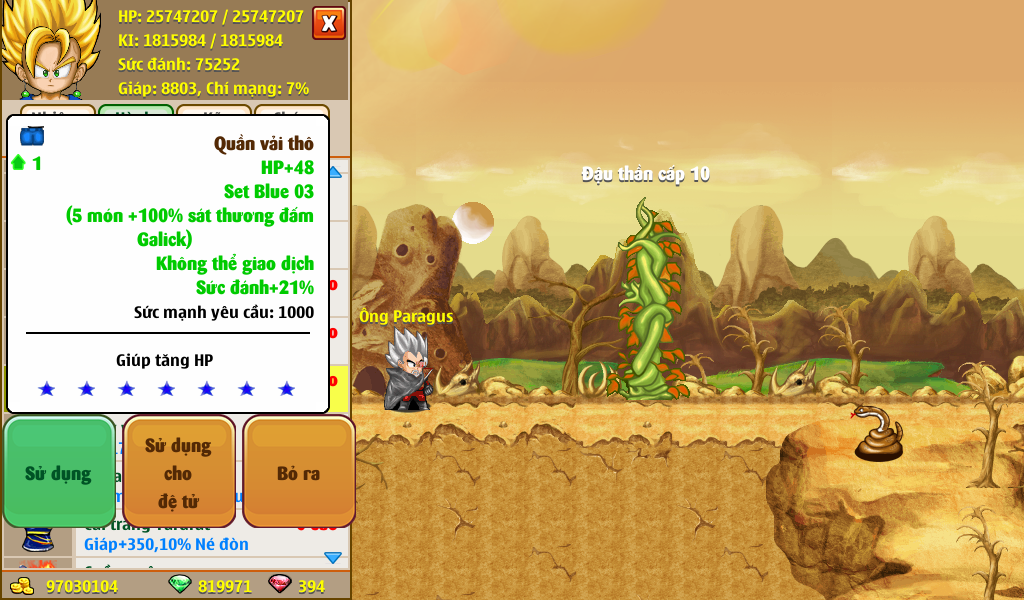 HP: 25747207 / 25747207
KI: 1815984 / 1815984
Sức đánh: 75252
Giáp: 8803, Chí mạng: 7%
X
Quần vải thô
1
HP+48
Set Blue 03
(5 món +100% sát thương đấm
Galick)
Không thể giao dịch
Sức đánh+21%
Sức mạnh yêu cầu: 1000
Giúp tăng HP
Sử dụng
Sử dụng
cho
đệ tử
Bỏ ra
Giáp+350,10% Né đòn
97030104
819971
394
Đậu thần cấp 10
Ông Paragus